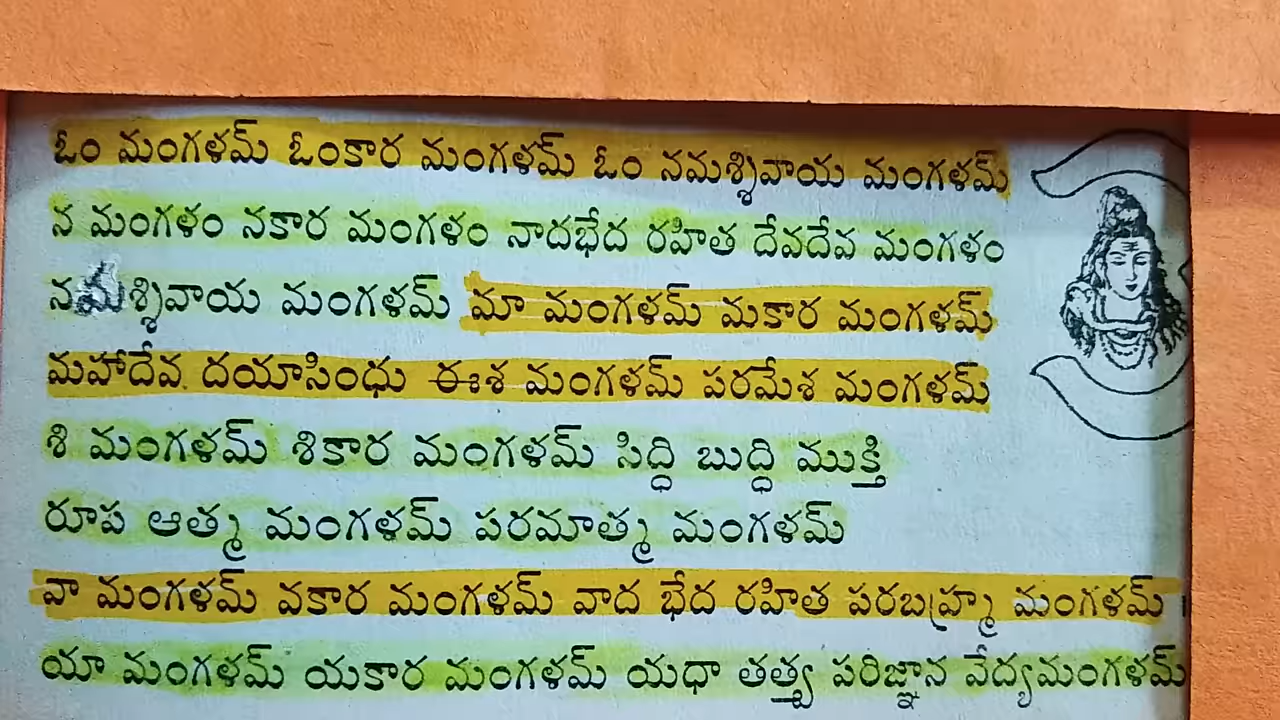 ఓం మంగళమ్ ఓంకార మంగళమ్ ఓం నమశ్శివాయ మంగళమ్
న మంగళం నకార మంగళం నాదభేద రహిత దేవదేవ మంగళం
నమశ్శివాయ మంగళమ్ మా మంగళమ్ మకార మంగళమ్
మహాదేవ దయాసింధు ఈశ మంగళమ్ పరమేశ మంగళమ్
శి మంగళమ్ శికార మంగళమ్ సిద్ధి బుద్ధి ముక్తి
రూప ఆత్మ మంగళమ్ పరమాత్మ మంగళమ్
వా మంగళమ్ వకార మంగళమ్ వాద భేద రహిత పరబహ్ర్మ మంగళమ్ ।
యా మంగళమ్ యకార మంగళమ్ యధా తత్త్వ పరిజ్ఞాన వేద్యమంగళమ్